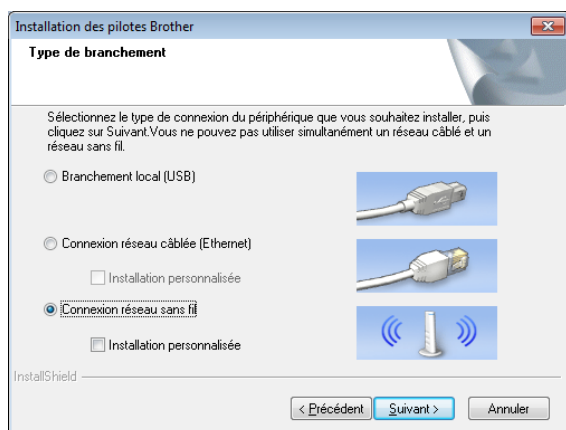 Installation des pilotes Brother
Type de branchement
Sélectionnez le type de connexion du périphérique que vous souhaitez installer, puis
cliquez sur Suivant.Vous ne pouvez pas utiliser simultanément un réseau câblé et un
réseau sans fil.
Branchement local (USB)
Connexion réseau câblée (Ethernet)
Installation personnalisée
Connexion réseau sans fil
Installation personnalisée
InstallShield
< Précédent Suivant > Annuler